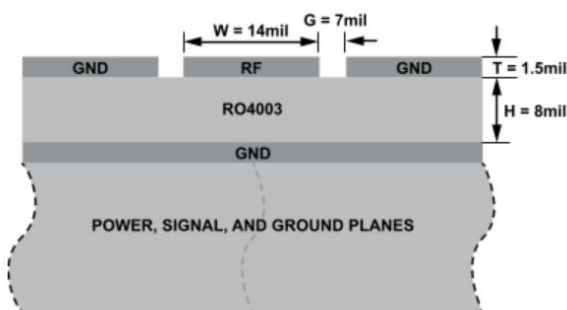 W = 14mil
G = 7mil
GND
RF
GND
T = 1.5mil
RO4003
H = 8mil
GND
POWER, SIGNAL, AND GROUND PLANES